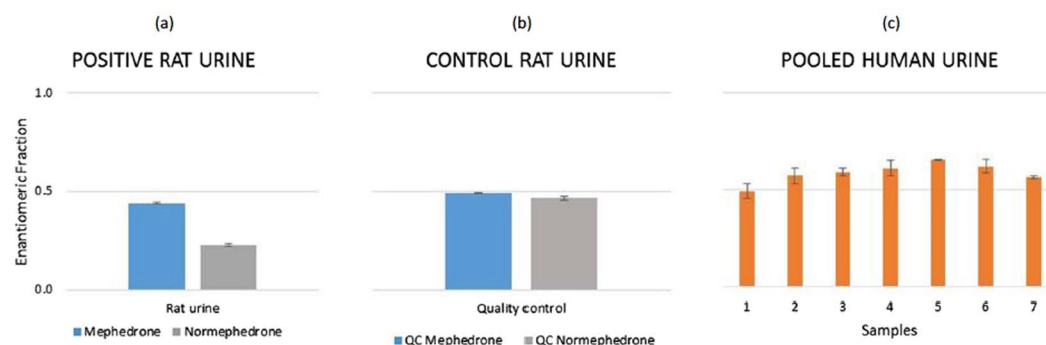 (a)
POSITIVE RAT URINE
Enantiomeric Fraction
1.0
0.5
0.0
Rat urine
Mephedrone Normephedrone
(b)
CONTROL RAT URINE
Quality control
QC Mephedrone QC Normephedrone
(c)
POOLED HUMAN URINE
1 2 3 4 5 6 7
Samples